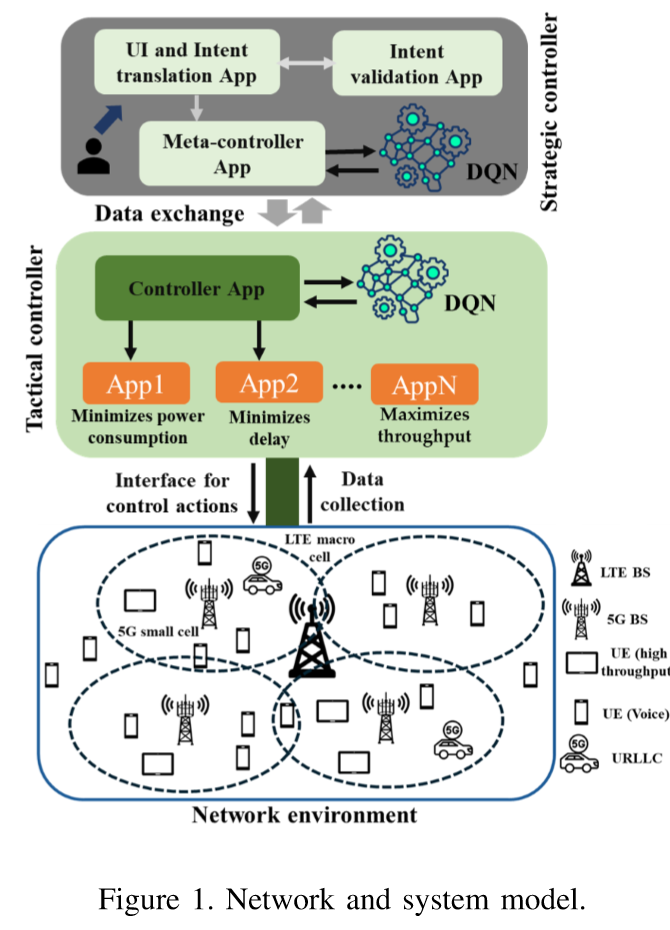 UI and Intent
translation App
Intent
validation App
Meta-controller
App
DQN
Strategic controller
Data exchange
Tactical controller
Controller App
DQN
App1
App2
....
AppN
Minimizes power
consumption
Minimizes
delay
Maximizes
throughput
Interface for
control actions
Data
collection
LTE macro
cell
5G
5G small cell
5G
LTE BS
5G BS
UE (high
throughput
UE (Voice)
5G
URLLC
Network environment
Figure 1. Network and system model.